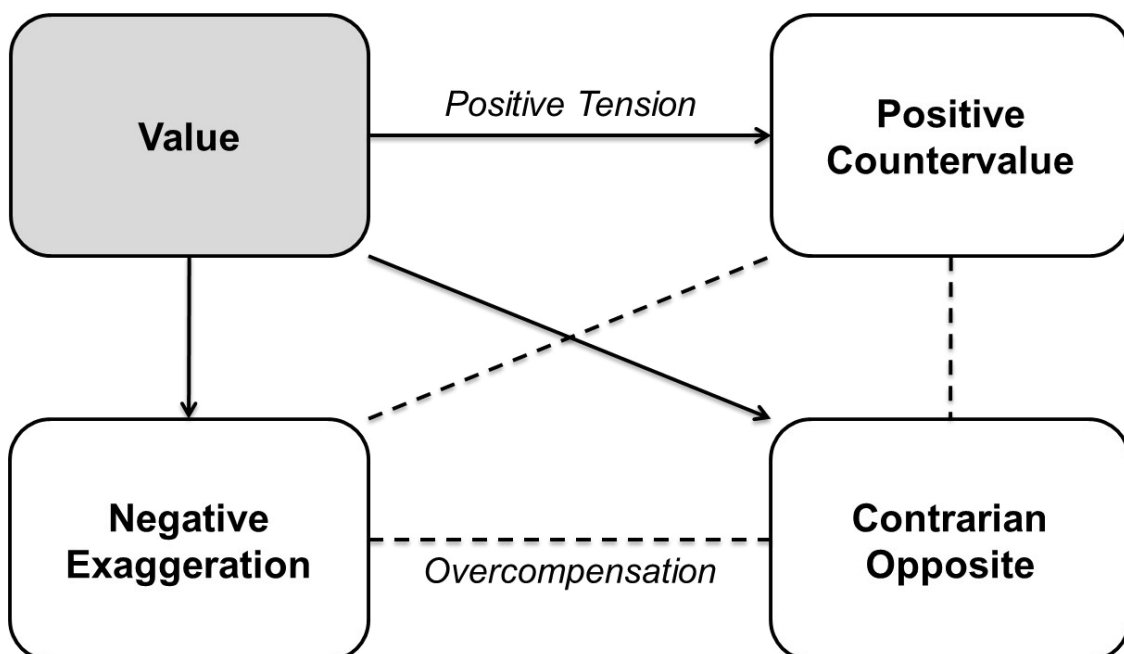 Value
Positive Tension
Positive
Countervalue
Negative
Exaggeration
Overcompensation
Contrarian
Opposite